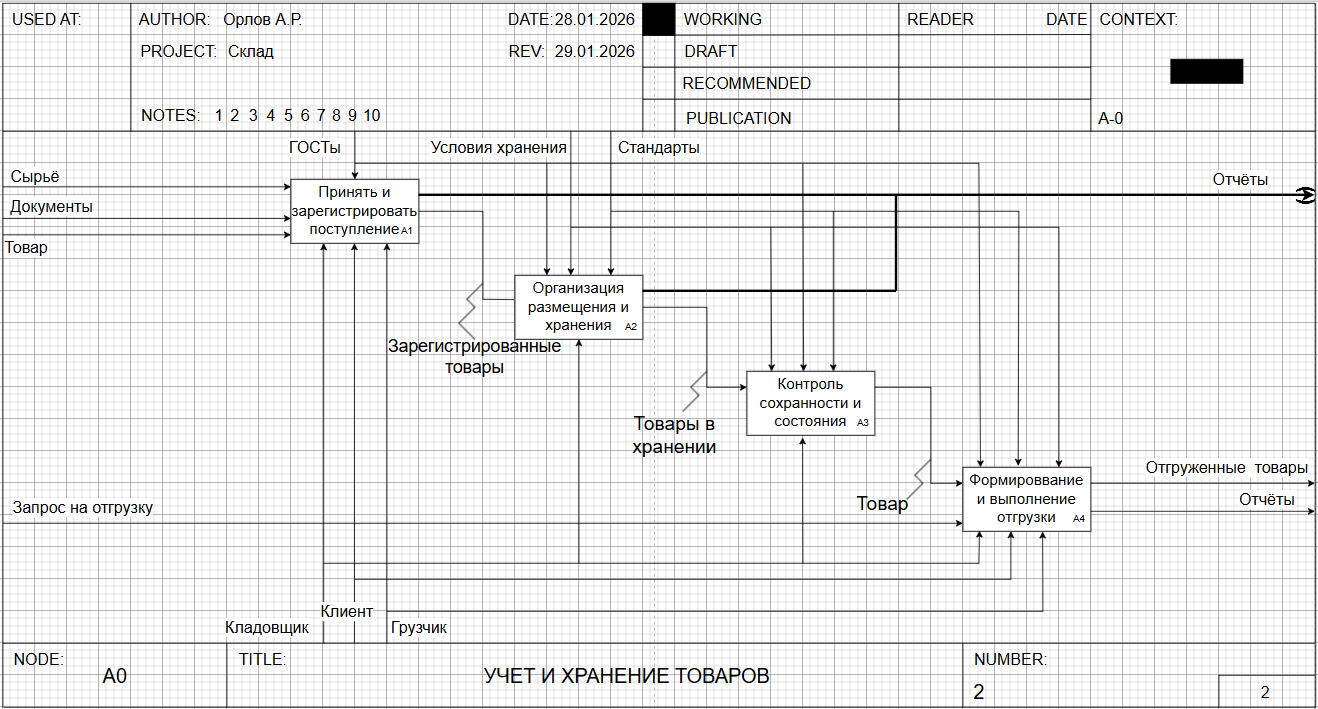 USED AT:
AUTHOR: Орлов А.Р.
DATE: 28.01.2026
WORKING
READER
DATE
CONTEXT:
PROJECT: Склад
REV: 29.01.2026
DRAFT
RECOMMENDED
NOTES: 1 2 3 4 5 6 7 8 9 10
PUBLICATION
A-0
ГОСТы
Условия хранения
Стандарты
Сырьё
Документы
Товар
Принять и
зарегистрировать
поступление A1
Отчёты
Организация
размещения и
хранения A2
Зарегистрированные
товары
Контроль
сохранности и
состояния A3
Товары в
хранении
Товар
Формироввание
и выполнение
отгрузки A4
Отгруженные товары
Отчёты
Запрос на отгрузку
Клиент
Кладовщик
Грузчик
NODE:
A0
TITLE:
УЧЕТ И ХРАНЕНИЕ ТОВАРОВ
NUMBER:
2
2